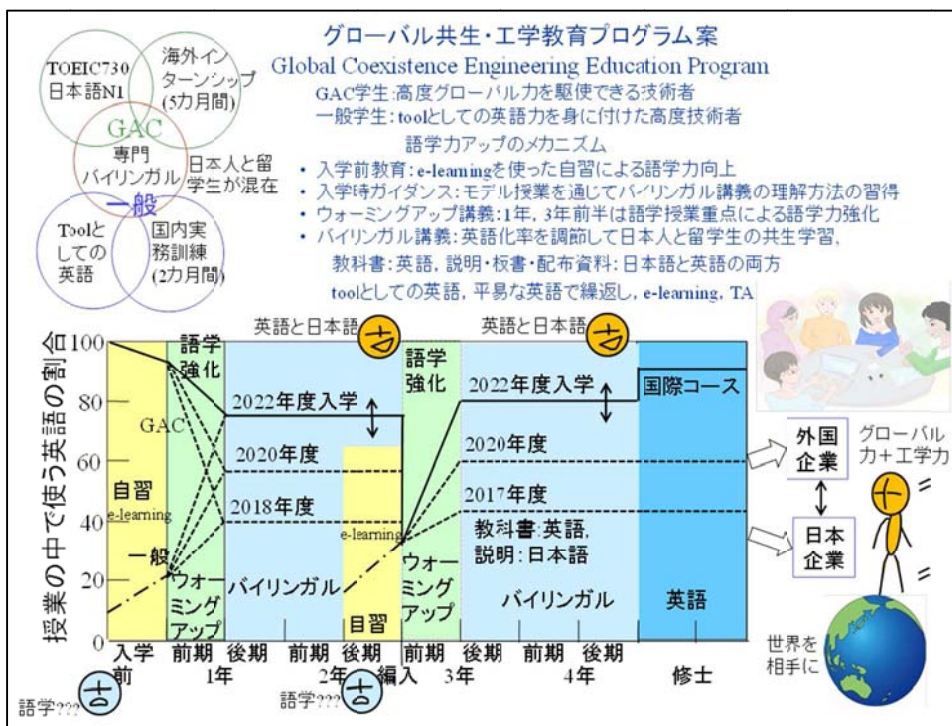 グローバル共生・工学教育プログラム案
Global Coexistence Engineering Education Program
GAC学生:高度グローバル力を駆使できる技術者
一般学生:toolとしての英語力を身に付けた高度技術者
語学力アップのメカニズム
• 入学前教育:e-learningを使った自習による語学力向上
• 入学時ガイダンス:モデル授業を通じてバイリンガル講義の理解方法の習得
• ウォーミングアップ講義:1年, 3年前半は語学授業重点による語学力強化
• バイリンガル講義:英語化率を調節して日本人と留学生の共生学習,
教科書:英語, 説明・板書・配布資料:日本語と英語の両方
toolとしての英語, 平易な英語で繰返し, e-learning, TA
TOEIC730
日本語N1
海外イン
ターンシップ
(5カ月間)
GAC
専門
バイリンガル
日本人と留
学生が混在
一般
Toolと
しての
英語
国内実
務訓練
(2カ月間)
授業の中で使う英語の割合
100
80
60
40
20
0
英語と日本語
英語と日本語
語学
強化
語学
強化
2022年度入学
2022年度入学
国際コース
GAC
2020年度
2020年度
自習
e-learning
2018年度
2017年度
e-learning
一般
教科書:英語,
説明:日本語
ウォー
ミング
アップ
バイリンガル
自習
ウォー
ミング
アップ
バイリンガル
英語
入学
前
前期
後期
前期
後期
前期
後期
前期
後期
1年
2年
編入
3年
4年
修士
語学???
語学???
外国
企業
日本
企業
グローバル
力+工学力
世界を
相手に